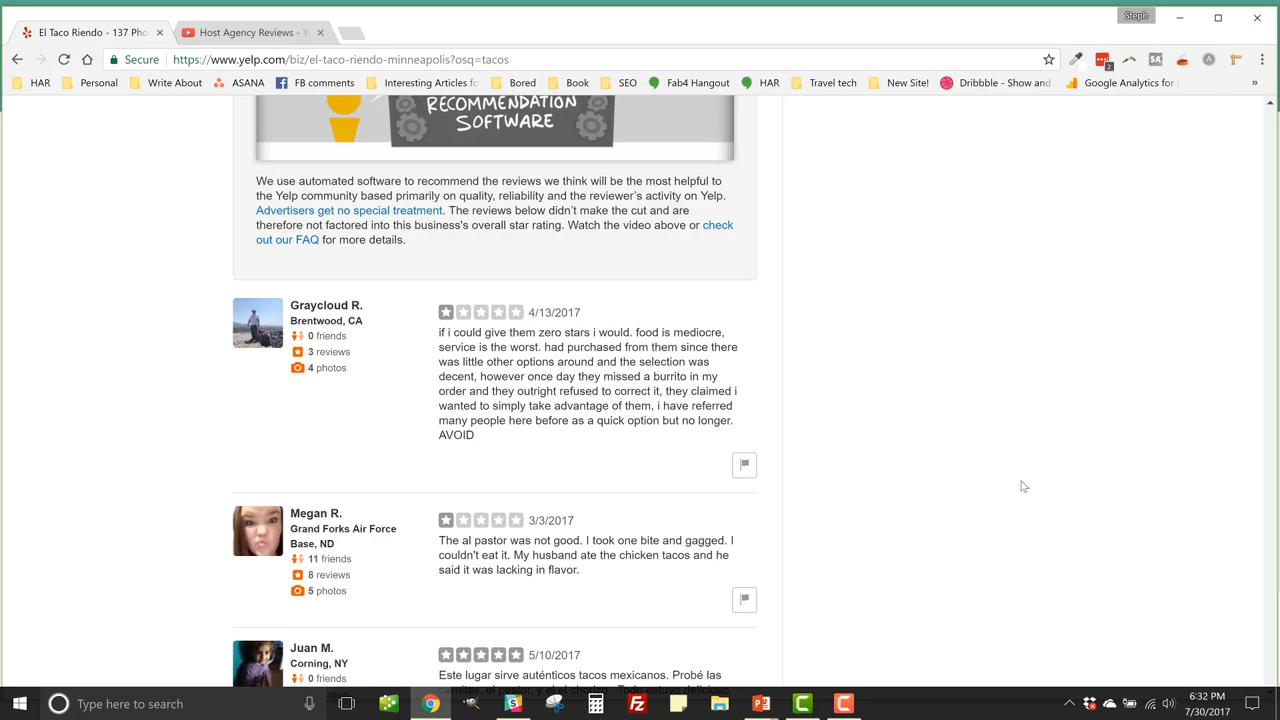 Steph
El Taco Riendo - 137 Pho
Host Agency Reviews - Y
Secure
https://www.yelp.com/biz/el-taco-riendo-minneapolis?osq=tacos
2
SA
A
HAR
Personal
Write About
ASANA
FB comments
Interesting Articles fo
Bored
Book
SEO
Fab4 Hangout
HAR
Travel tech
New Site!
Dribbble - Show and
Google Analytics for
»
RECOMMENDATION
SOFTWARE
We use automated software to recommend the reviews we think will be the most helpful to
the Yelp community based primarily on quality, reliability and the reviewer's activity on Yelp.
Advertisers get no special treatment. The reviews below didn't make the cut and are
therefore not factored into this business's overall star rating. Watch the video above or check
out our FAQ for more details.
Graycloud R.
Brentwood, CA
0 friends
3 reviews
4 photos
4/13/2017
if i could give them zero stars i would. food is mediocre,
service is the worst. had purchased from them since there
was little other options around and the selection was
decent, however once day they missed a burrito in my
order and they outright refused to correct it, they claimed i
wanted to simply take advantage of them, i have referred
many people here before as a quick option but no longer.
AVOID
Megan R.
Grand Forks Air Force
Base, ND
11 friends
8 reviews
5 photos
3/3/2017
The al pastor was not good. I took one bite and gagged. I
couldn't eat it. My husband ate the chicken tacos and he
said it was lacking in flavor.
Juan M.
Corning, NY
0 friends
5/10/2017
Este lugar sirve auténticos tacos mexicanos. Probé las
carnitas, el pastor, y el el chorizo. Todo estuvo delicioso.
Type here to search
6:32 PM
7/30/2017